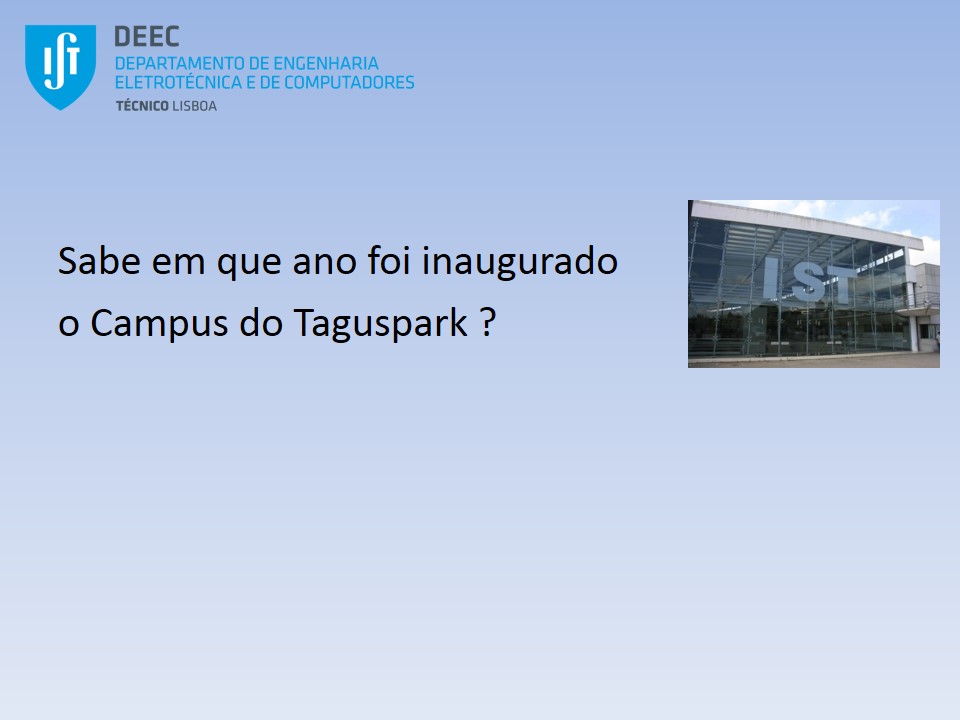 IST
DEEC
DEPARTAMENTO DE ENGENHARIA
ELETROTÉCNICA E DE COMPUTADORES
TÉCNICO LISBOA
Sabe em que ano foi inaugurado
o Campus do Taguspark ?
IST